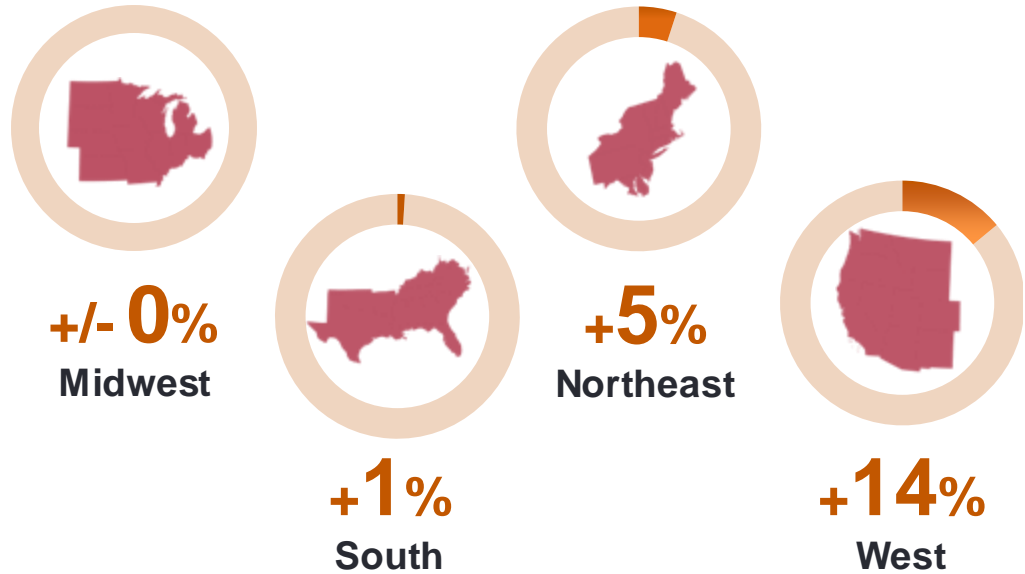 +/- 0%
Midwest
+1%
South
+5%
Northeast
+14%
West